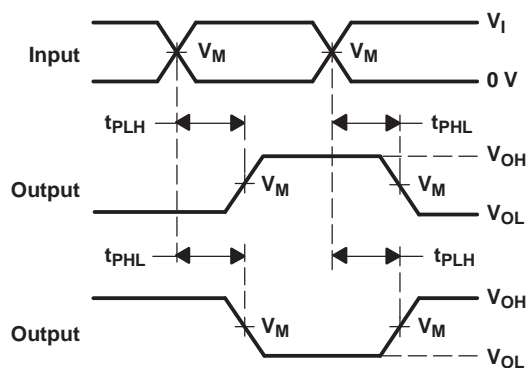 V_I
Input V_M V_M
0 V
t_PLH t_PHL
V_OH
Output V_M V_M
V_OL
t_PHL t_PLH
V_OH
V_M V_M
Output
V_OL